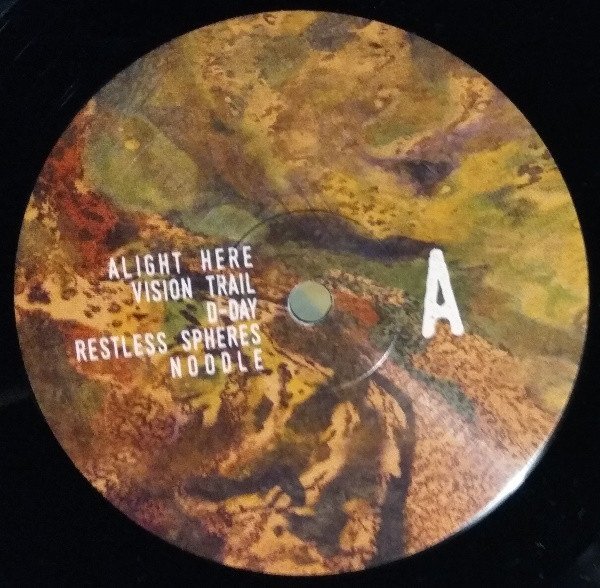 ALIGHT HERE
VISION TRAIL
D-DAY
RESTLESS SPHERES
NOODLE
A